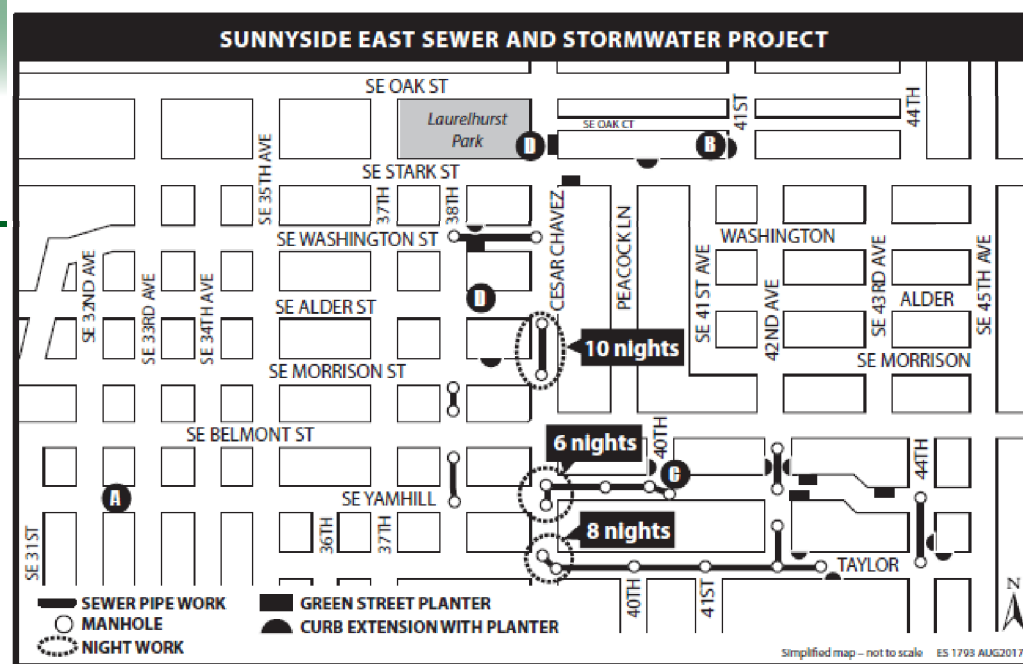 SUNNYSIDE EAST SEWER AND STORMWATER PROJECT
SE OAK ST
Laurelhurst
Park
SE OAK CT
41ST
44TH
D
B
SE STARK ST
SE 35TH AVE
37TH
38TH
CESAR CHAVEZ
PEACOCK LN
SE WASHINGTON ST
WASHINGTON
SE 32ND AVE
SE 33RD AVE
SE 34TH AVE
SE 41ST AVE
42ND AVE
SE 43RD AVE
SE 45TH AVE
D
SE ALDER ST
ALDER
10 nights
SE MORRISON ST
SE MORRISON
SE BELMONT ST
6 nights
40TH
44TH
C
A
SE YAMHILL
8 nights
SE 31ST
36TH
37TH
TAYLOR
40TH
41ST
SEWER PIPE WORK
MANHOLE
NIGHT WORK
GREEN STREET PLANTER
CURB EXTENSION WITH PLANTER
N
Simplified map – not to scale ES 1793 AUG2017